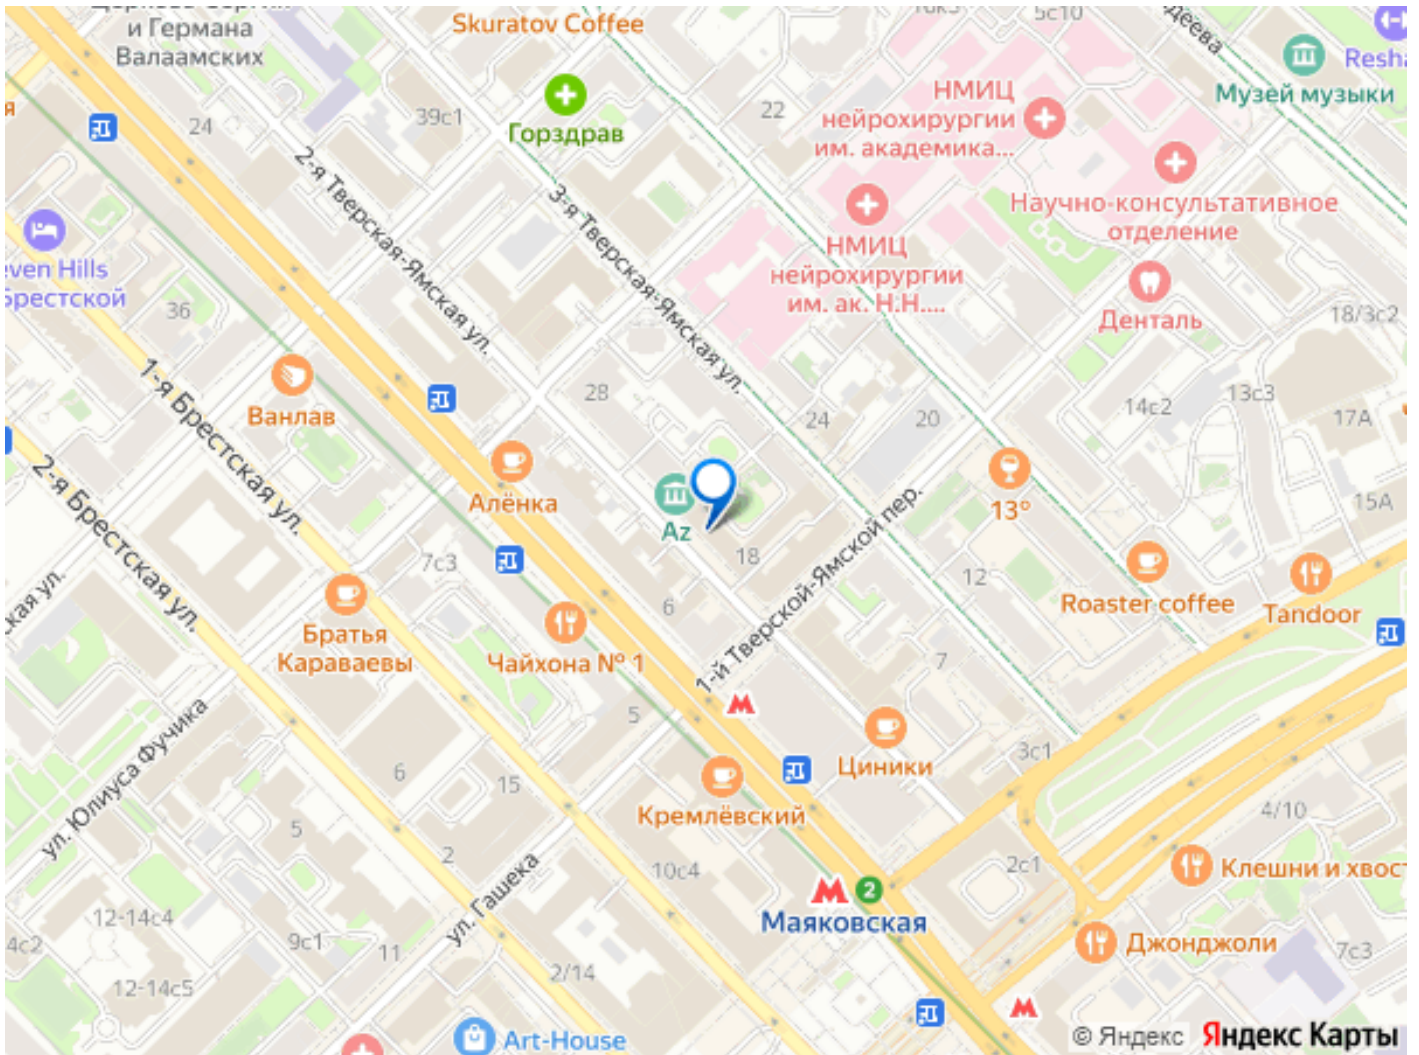 Церковь Сергия
и Германа
Валаамских
Skuratov Coffee
5с10
Музей музыки
НМИЦ
нейрохирургии
им. академика...
22
39с1
24
Горздрав
2-я Тверская-Ямская ул.
3-я Тверская-Ямская ул.
Научно-консультативное
отделение
НМИЦ
нейрохирургии
им. ак. Н.Н....
Денталь
18/3с2
36
1-я Брестская ул.
Ванлав
28
24
20
14с2
13с3
17А
2-я Брестская ул.
Алёнка
Az
18
13°
15А
7с3
6
1-й Тверской-Ямской пер.
12
Roaster coffee
Tandoor
Братья
Караваевы
Чайхона № 1
7
5
ул. Юлиуса Фучика
6
15
Кремлёвский
Циники
3с1
4/10
5
2
ул. Гашека
10с4
2с1
2
Маяковская
12-14с4
9с1
11
2/14
Джонджоли
7с3
4с2
12-14с5
Art-House
© Яндекс Яндекс Карты